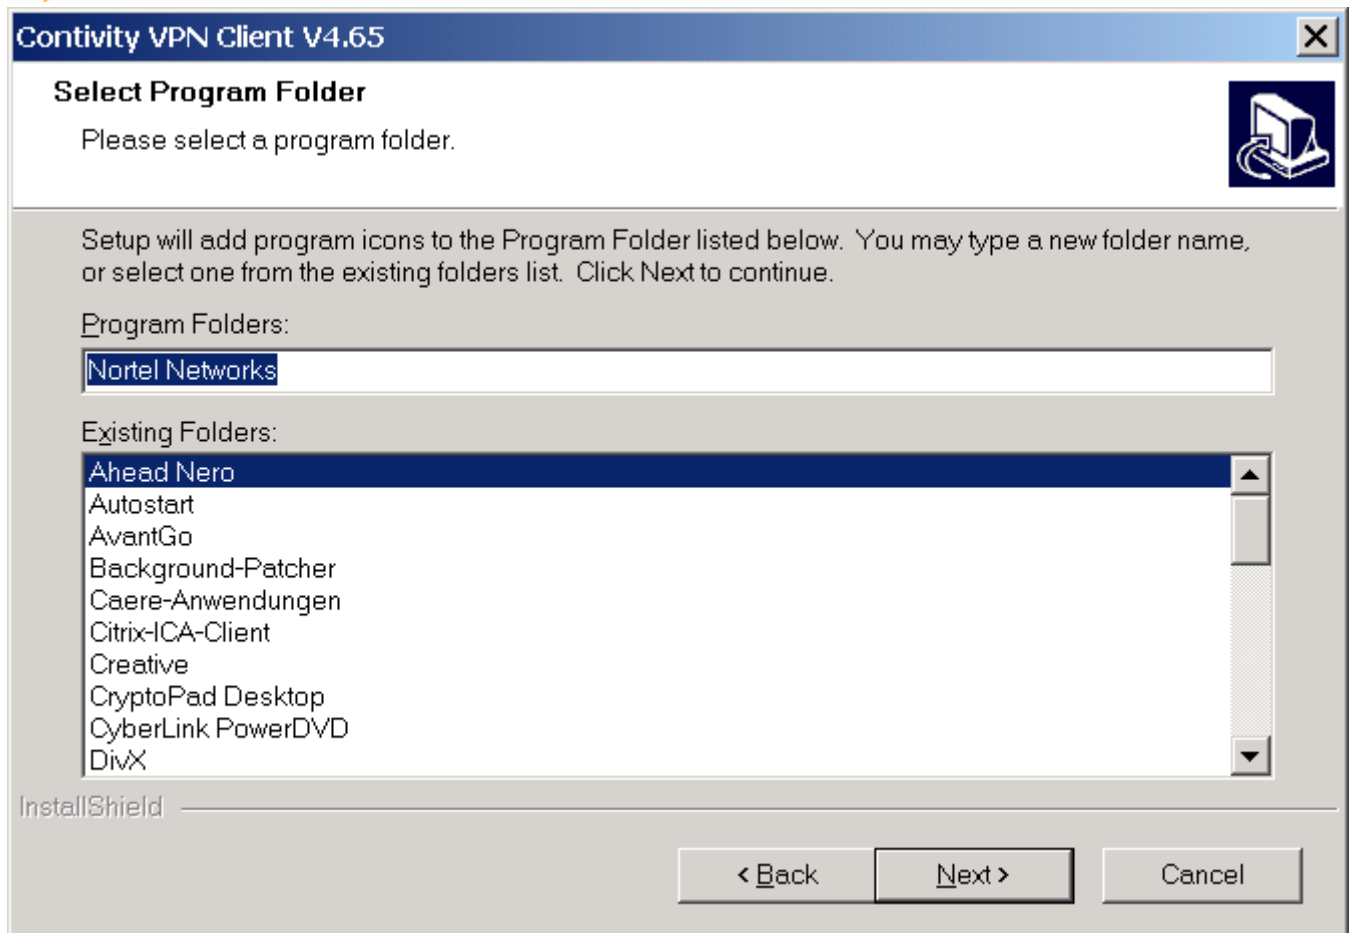 Contivity VPN Client V4.65
Select Program Folder
Please select a program folder.
Setup will add program icons to the Program Folder listed below.  You may type a new folder name,
or select one from the existing folders list.  Click Next to continue.
Program Folders:
Nortel Networks
Existing Folders:
Ahead Nero
Autostart
AvantGo
Background-Patcher
Caere-Anwendungen
Citrix-ICA-Client
Creative
CryptoPad Desktop
CyberLink PowerDVD
DivX
InstallShield
< Back
Next >
Cancel